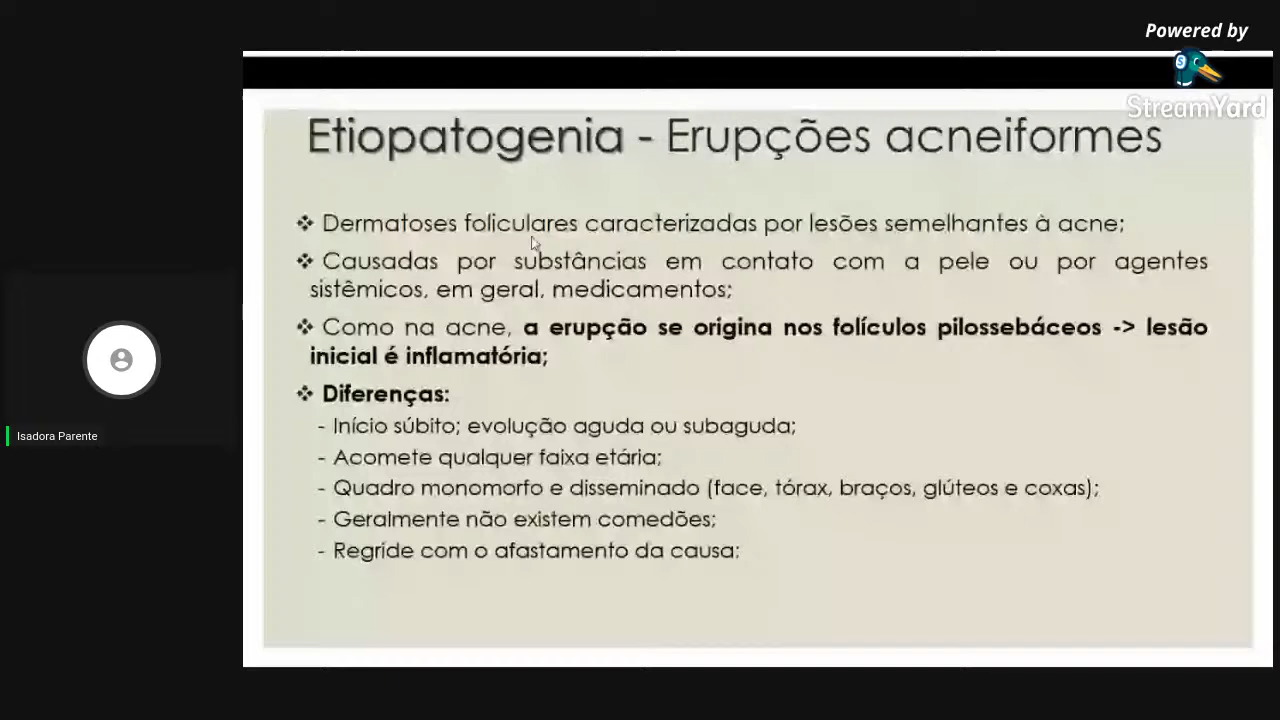 Powered by
StreamYard
Etiopatogenia - Erupções acneiformes
❖ Dermatoses foliculares caracterizadas por lesões semelhantes à acne;
❖ Causadas por substâncias em contato com a pele ou por agentes
sistêmicos, em geral, medicamentos;
❖ Como na acne, a erupção se origina nos folículos pilossebáceos -> lesão
inicial é inflamatória;
❖ Diferenças:
- Início súbito; evolução aguda ou subaguda;
- Acomete qualquer faixa etária;
- Quadro monomorfo e disseminado (face, tórax, braços, glúteos e coxas);
- Geralmente não existem comedões;
- Regride com o afastamento da causa;
Isadora Parente